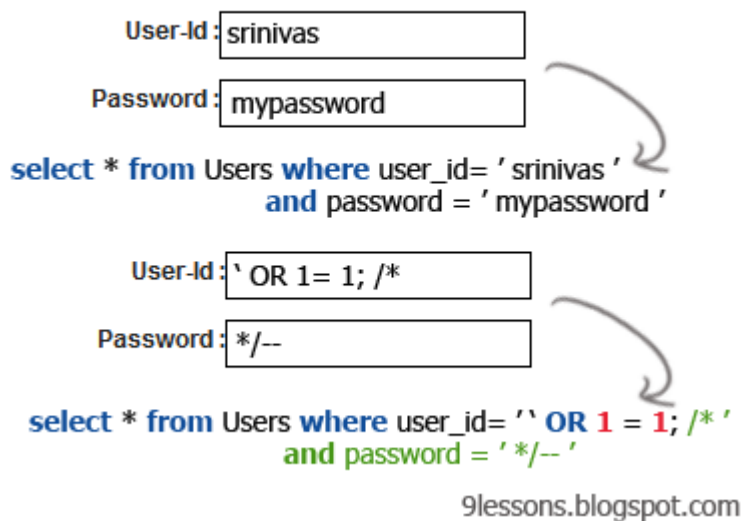 User-Id : srinivas
Password : mypassword
select * from Users where user_id= ' srinivas '
and password = ' mypassword '
User-Id : ` OR 1= 1; /*
Password : */--
select * from Users where user_id= ' ` OR 1 = 1; /* '
and password = ' */-- '
9lessons.blogspot.com